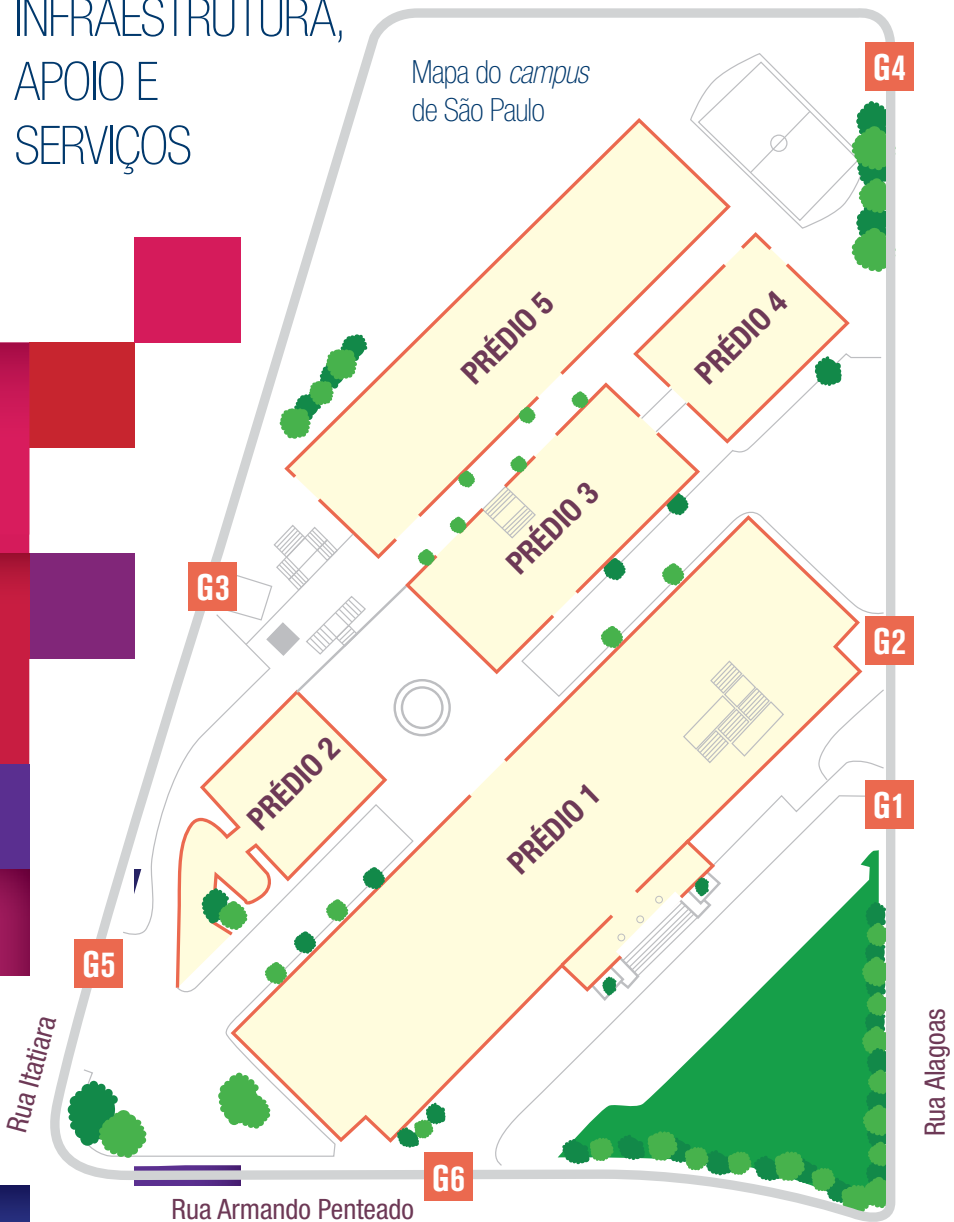 INFRAESTRUTURA,
APOIO E
SERVIÇOS
Mapa do campus
de São Paulo
G4
PRÉDIO 5
PRÉDIO 4
PRÉDIO 3
G3
G2
PRÉDIO 2
PRÉDIO 1
G1
G5
Rua Itatiara
Rua Alagoas
G6
Rua Armando Penteado